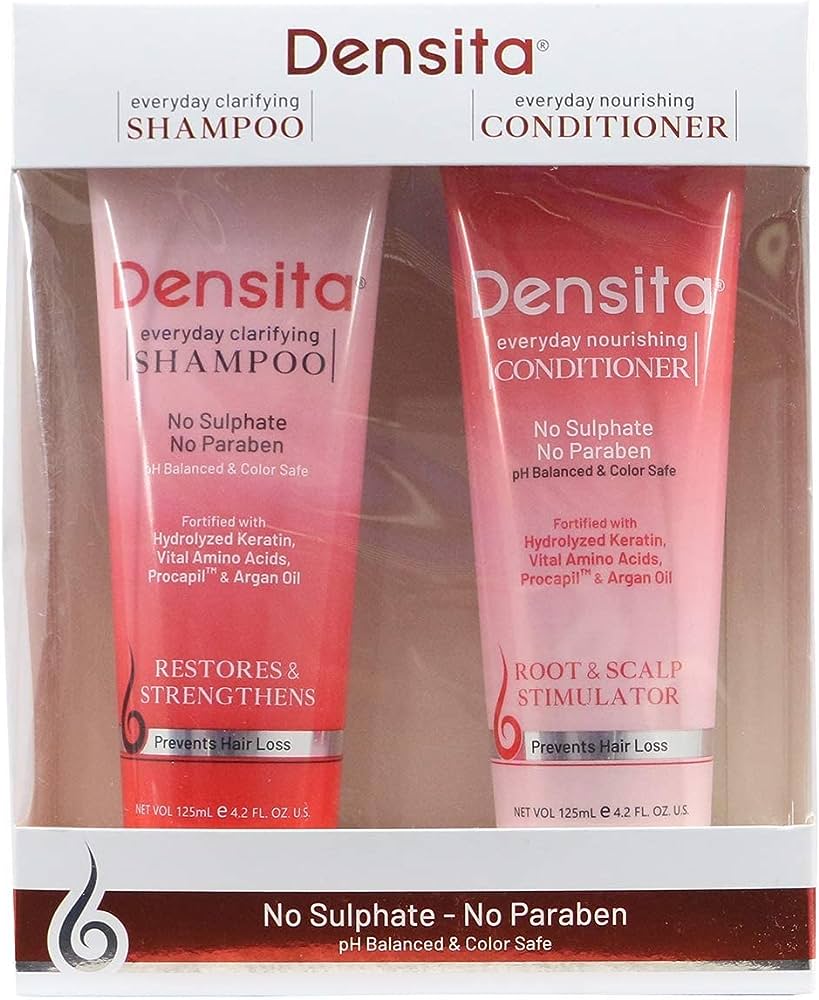 Densita®
everyday clarifying
SHAMPOO
everyday nourishing
CONDITIONER
Densita®
everyday clarifying
SHAMPOO
No Sulphate
No Paraben
pH Balanced & Color Safe
Fortified with
Hydrolyzed Keratin,
Vital Amino Acids,
Procapil™ & Argan Oil
RESTORES &
STRENGTHENS
Prevents Hair Loss
NET VOL 125mL e 4.2 FL. OZ. U.S.
Densita®
everyday nourishing
CONDITIONER
No Sulphate
No Paraben
pH Balanced & Color Safe
Fortified with
Hydrolyzed Keratin,
Vital Amino Acids,
Procapil™ & Argan Oil
ROOT & SCALP
STIMULATOR
Prevents Hair Loss
NET VOL 125mL e 4.2 FL. OZ. U.S.
No Sulphate - No Paraben
pH Balanced & Color Safe